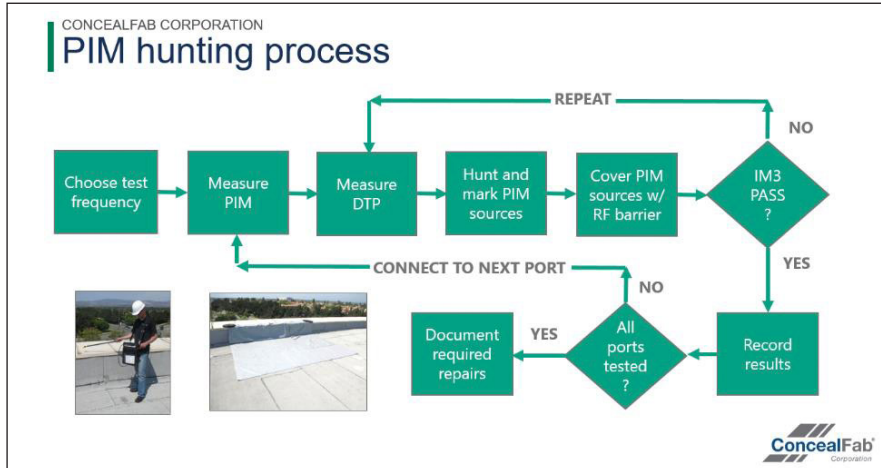 CONCEALFAB CORPORATION
PIM hunting process
REPEAT
NO
Choose test
frequency
Measure
PIM
Measure
DTP
Hunt and
mark PIM
sources
Cover PIM
sources w/
RF barrier
IM3
PASS
?
YES
CONNECT TO NEXT PORT
NO
Document
required
repairs
YES
All
ports
tested
?
Record
results
ConcealFab®
Corporation